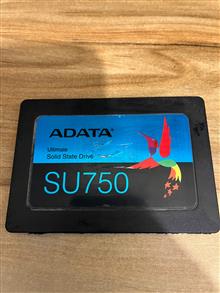 ADATA
Ultimate
Solid State Drive
SU750